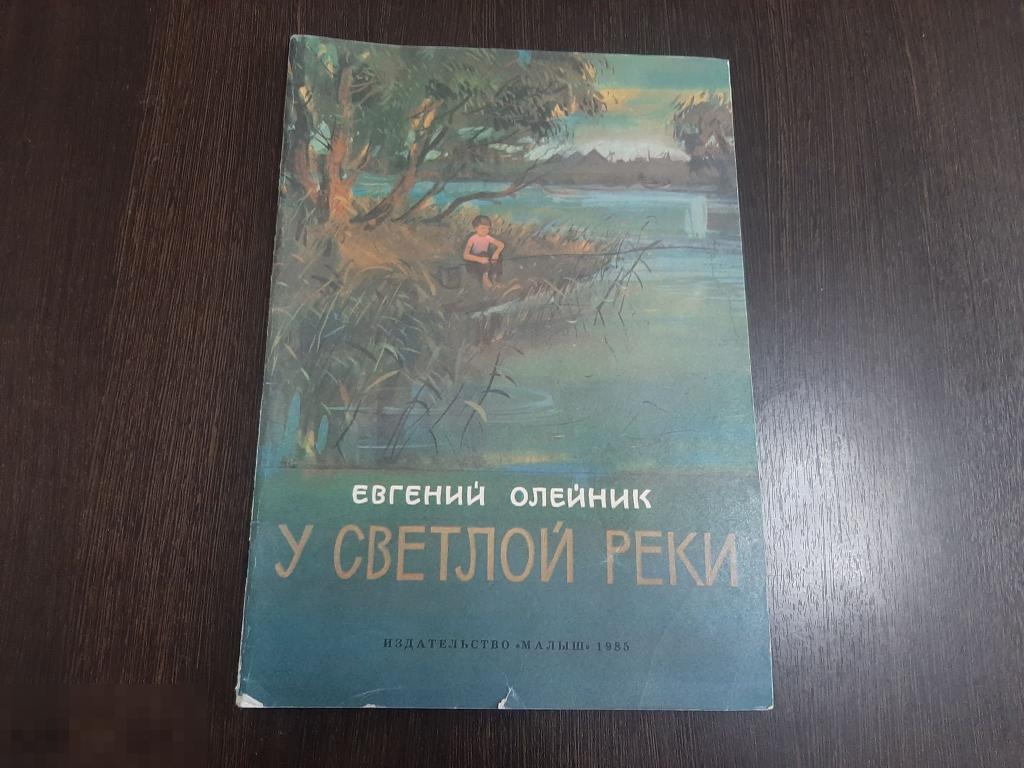 ЕВГЕНИЙ ОЛЕЙНИК
У СВЕТЛОЙ РЕКИ
ИЗДАТЕЛЬСТВО «МАЛЫШ» 1985